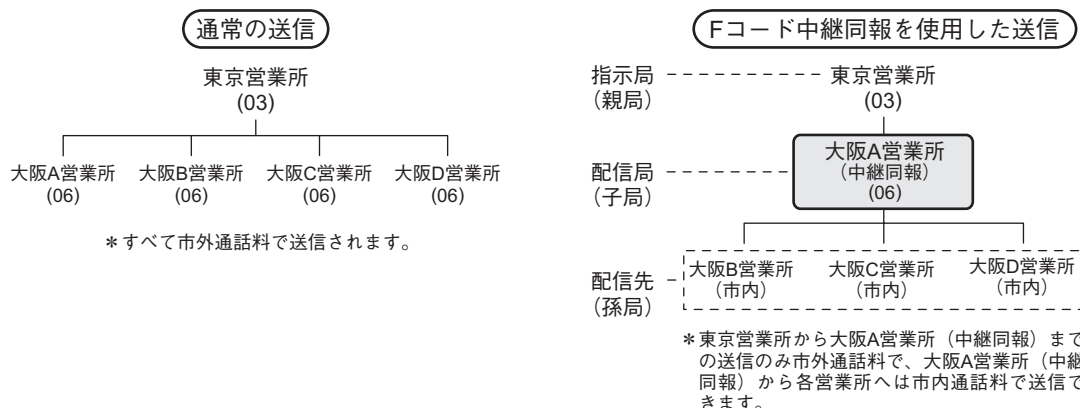 通常の送信
東京営業所
(03)
大阪A営業所 大阪B営業所 大阪C営業所 大阪D営業所
(06) (06) (06) (06)
＊すべて市外通話料で送信されます。
Fコード中継同報を使用した送信
指示局 東京営業所
（親局） (03)
大阪A営業所
配信局 （中継同報）
（子局） (06)
大阪B営業所 大阪C営業所 大阪D営業所
配信先 （市内） （市内） （市内）
（孫局）
＊東京営業所から大阪A営業所（中継同報）まで
の送信のみ市外通話料で、大阪A営業所（中継
同報）から各営業所へは市内通話料で送信で
きます。